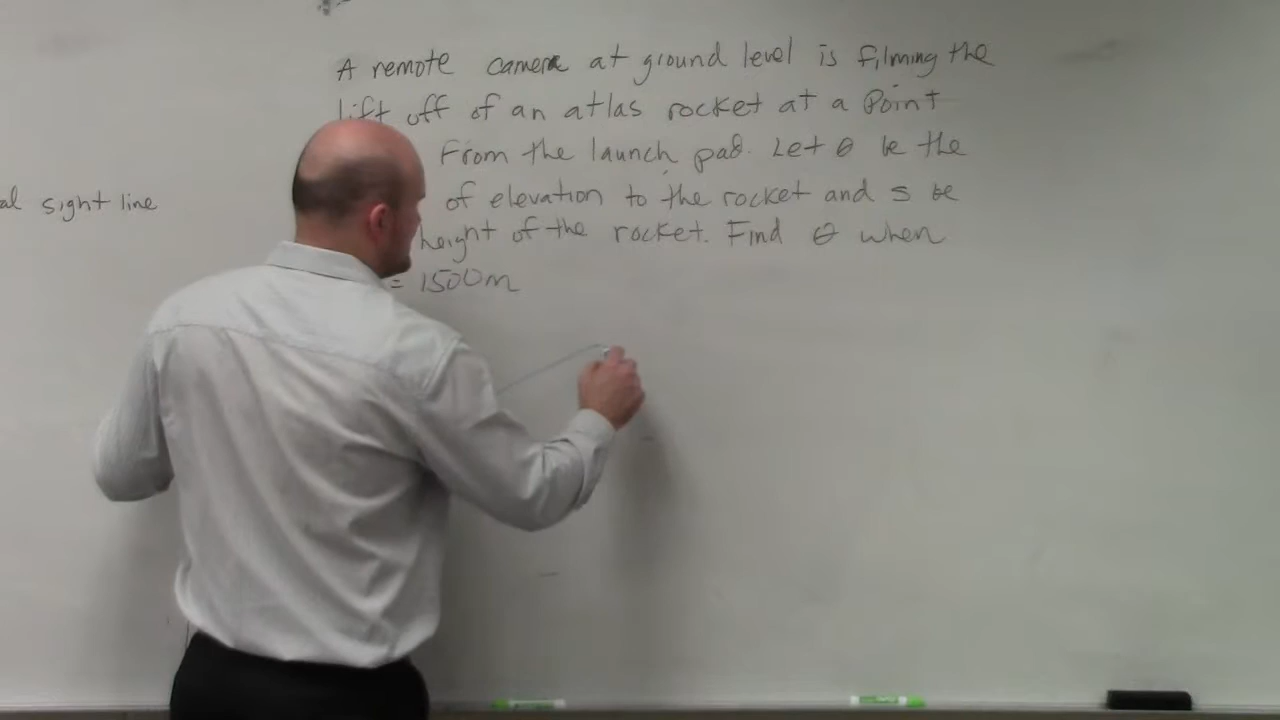 A remote camera at ground level is filming the
lift off of an atlas rocket at a Point
From the launch pad. Let θ be the
of elevation to the rocket and s be
height of the rocket. Find θ when
= 1500m
sight line